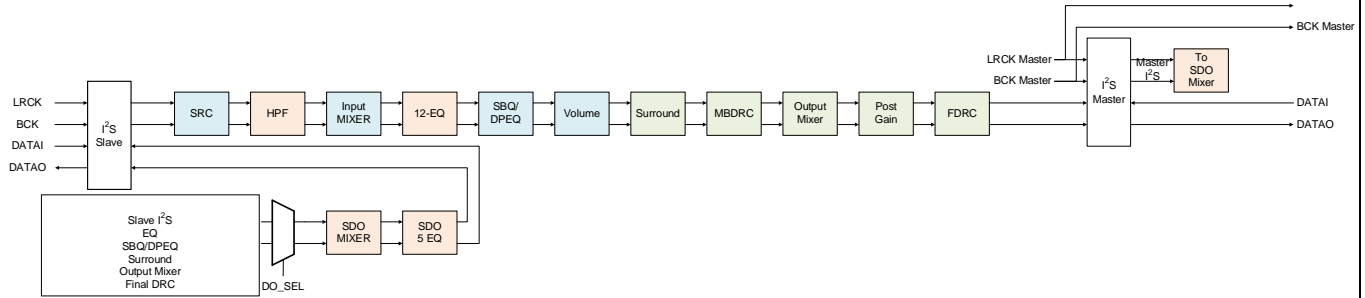 BCK Master
LRCK Master
BCK Master
Master
I²S
To
SDO
Mixer
I²S
Master
LRCK
BCK
DATAI
DATAO
I²S
Slave
SRC
HPF
Input
MIXER
12-EQ
SBQ/
DPEQ
Volume
Surround
MBDRC
Output
Mixer
Post
Gain
FDRC
DATAI
DATAO
Slave I²S
EQ
SBQ/DPEQ
Surround
Output Mixer
Final DRC
DO_SEL
SDO
MIXER
SDO
5 EQ